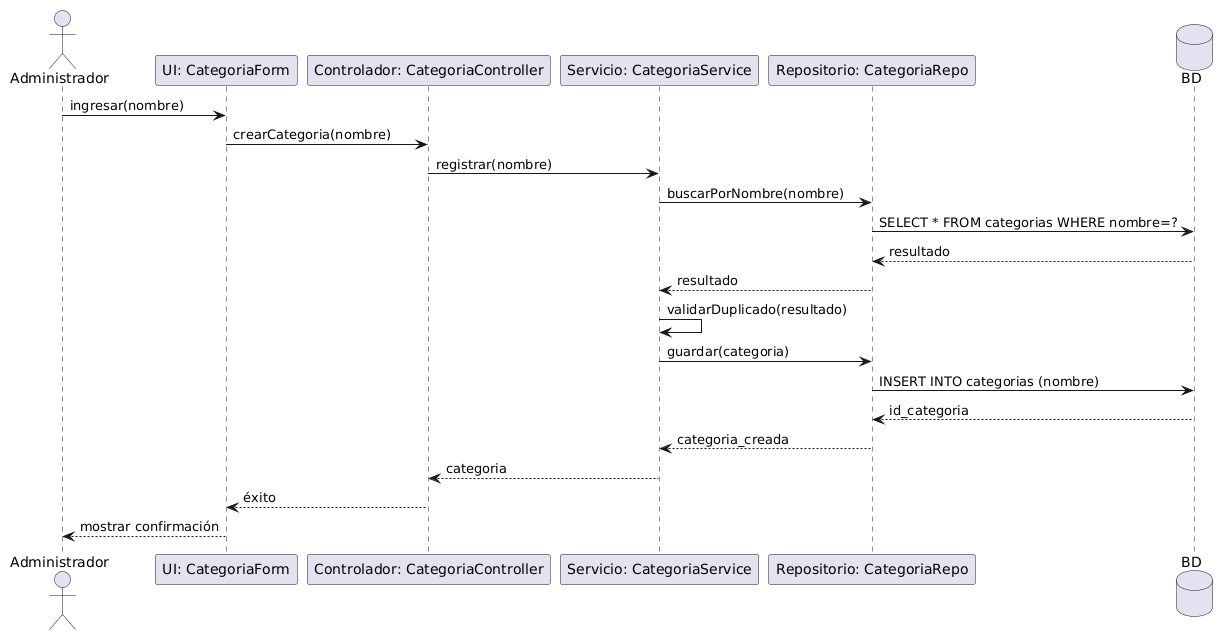 Administrador
UI: CategoriaForm
Controlador: CategoriaController
Servicio: CategoriaService
Repositorio: CategoriaRepo
BD
ingresar(nombre)
crearCategoria(nombre)
registrar(nombre)
buscarPorNombre(nombre)
SELECT * FROM categorias WHERE nombre=?
resultado
resultado
validarDuplicado(resultado)
guardar(categoria)
INSERT INTO categorias (nombre)
id_categoria
categoria_creada
categoria
éxito
mostrar confirmación
Administrador
UI: CategoriaForm
Controlador: CategoriaController
Servicio: CategoriaService
Repositorio: CategoriaRepo
BD